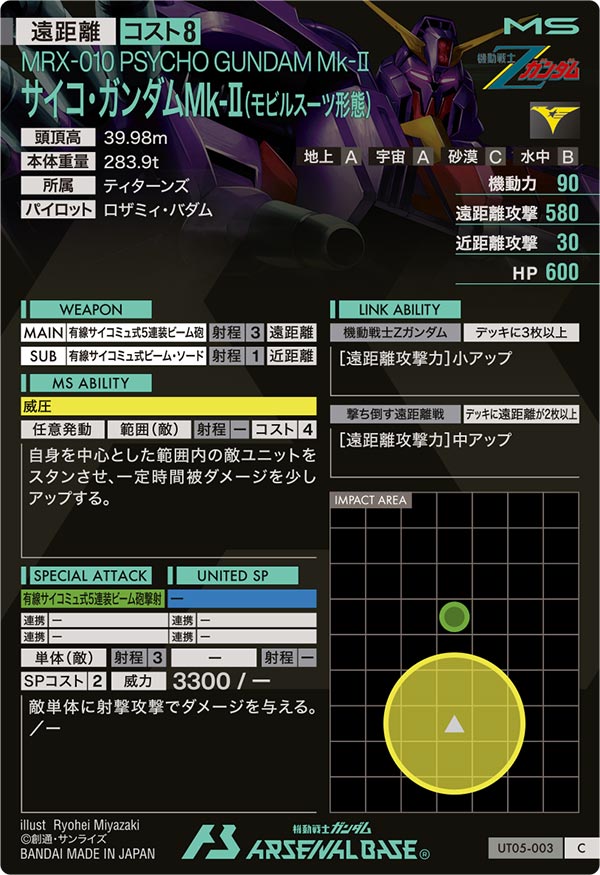 遠距離 コスト8
MS
MRX-010 PSYCHO GUNDAM Mk-II
サイコ・ガンダムMk-II(モビルスーツ形態)
機動戦士Zガンダム
頭頂高 39.98m
本体重量 283.9t
所属 ティターンズ
パイロット ロザミィ・バダム
地上 A 宇宙 A 砂漠 C 水中 B
機動力 90
遠距離攻撃 580
近距離攻撃 30
HP 600
WEAPON
MAIN 有線サイコミュ式5連装ビーム砲 射程 3 遠距離
SUB 有線サイコミュ式ビーム・ソード 射程 1 近距離
MS ABILITY
威圧
任意発動 範囲(敵) 射程 ー コスト 4
自身を中心とした範囲内の敵ユニットを
スタンさせ、一定時間被ダメージを少し
アップする。
LINK ABILITY
機動戦士Zガンダム デッキに3枚以上
[遠距離攻撃力]小アップ
撃ち倒す遠距離戦 デッキに遠距離が2枚以上
[遠距離攻撃力]中アップ
IMPACT AREA
SPECIAL ATTACK UNITED SP
有線サイコミュ式5連装ビーム砲撃射 ー
連携 ー 連携 ー
連携 ー 連携 ー
単体(敵) 射程 3 ー 射程 ー
SPコスト 2 威力 3300 / ー
敵単体に射撃攻撃でダメージを与える。
/ー
illust Ryohei Miyazaki
©創通・サンライズ
BANDAI MADE IN JAPAN
機動戦士ガンダム
ARSENAL BASE®
UT05-003 C